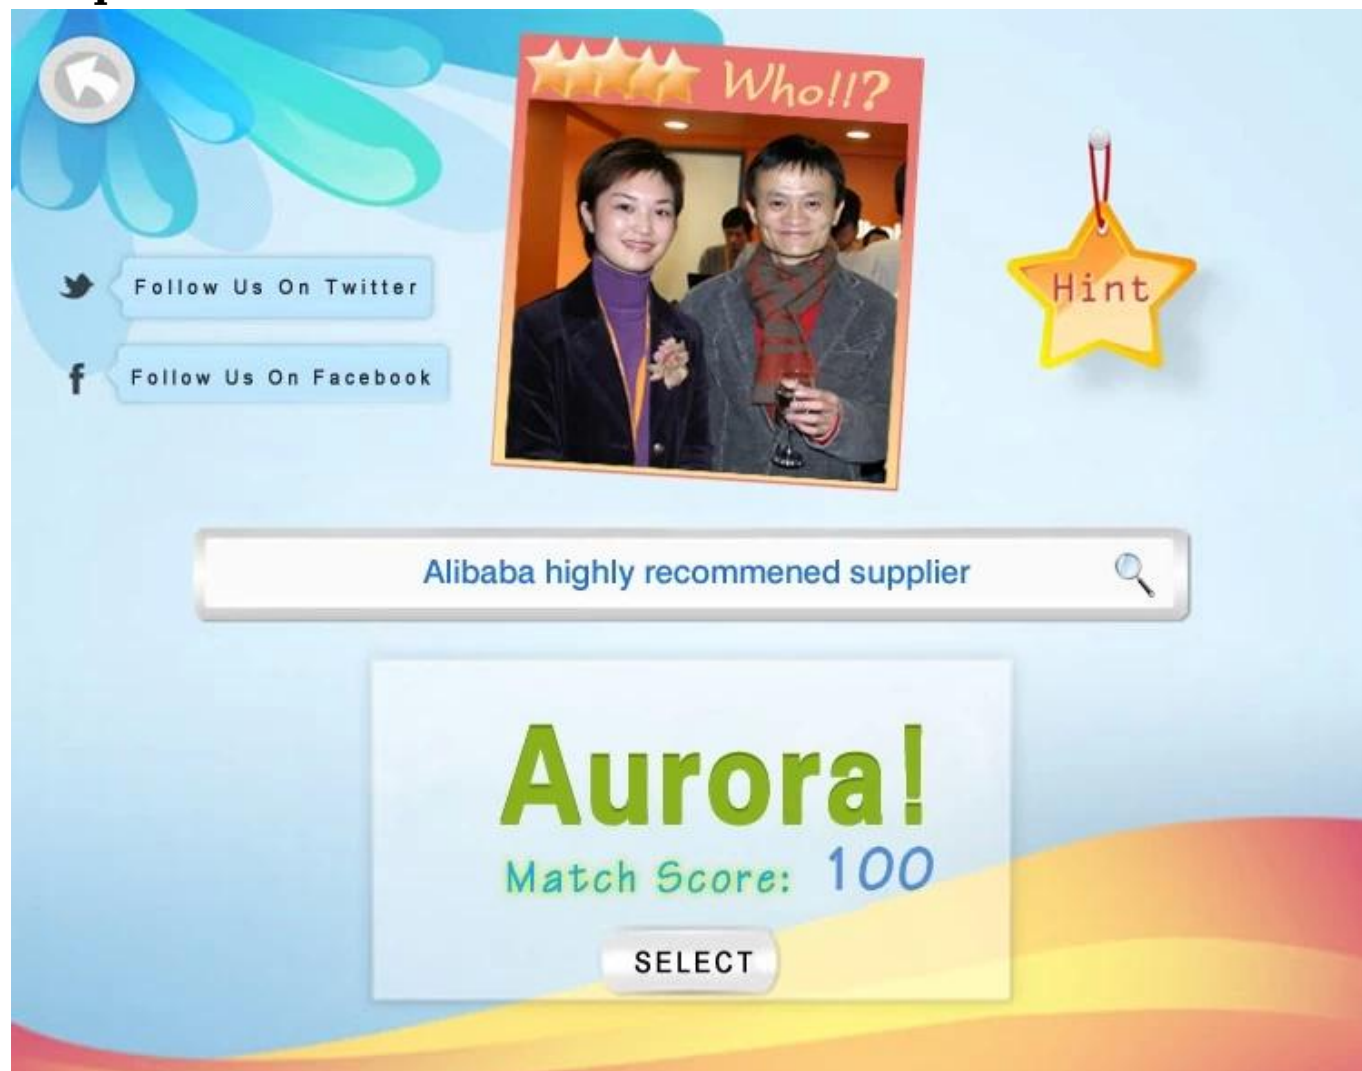 Who!!?
Hint
Follow Us On Twitter
f
Follow Us On Facebook
Alibaba highly recommened supplier
Aurora!
Match Score: 100
SELECT